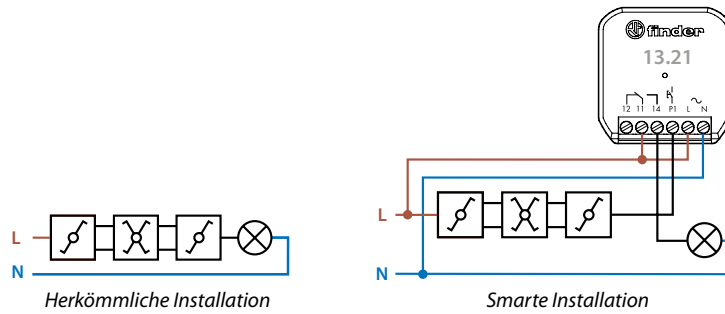 finder
13.21
12 11 14 P1 L N
L
N
Herkömmliche Installation
L
N
Smarte Installation